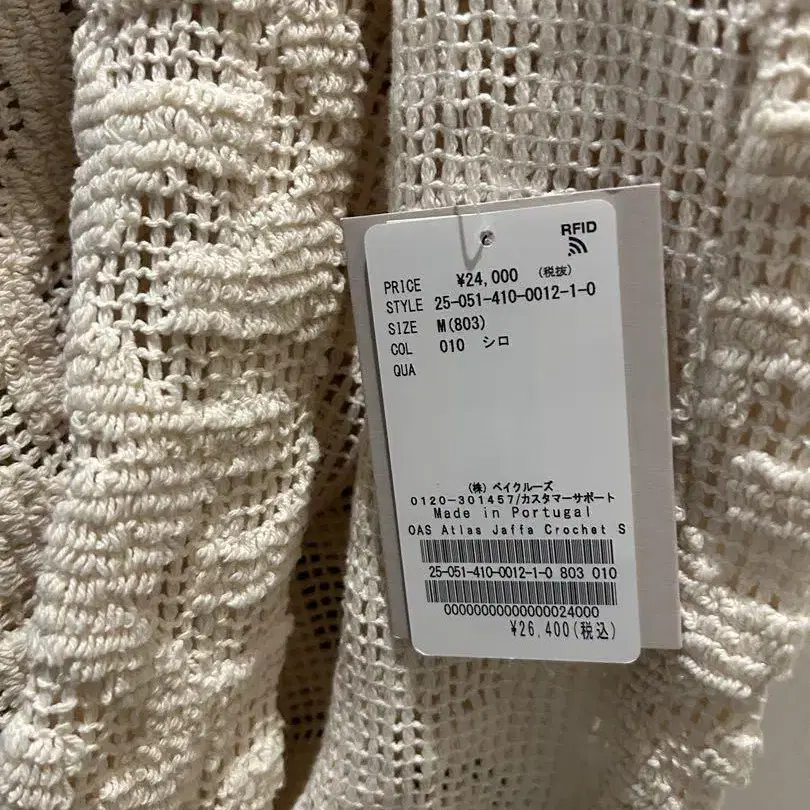 RFID
PRICE ¥24,000 (税抜)
STYLE 25-051-410-0012-1-0
SIZE M(803)
COL 010 シロ
QUA
(株) ベイクルーズ
0120-301457/カスタマーサポート
Made in Portugal
OAS Atlas Jaffa Crochet S
25-051-410-0012-1-0 803 010
00000000000000024000
¥26,400(税込)